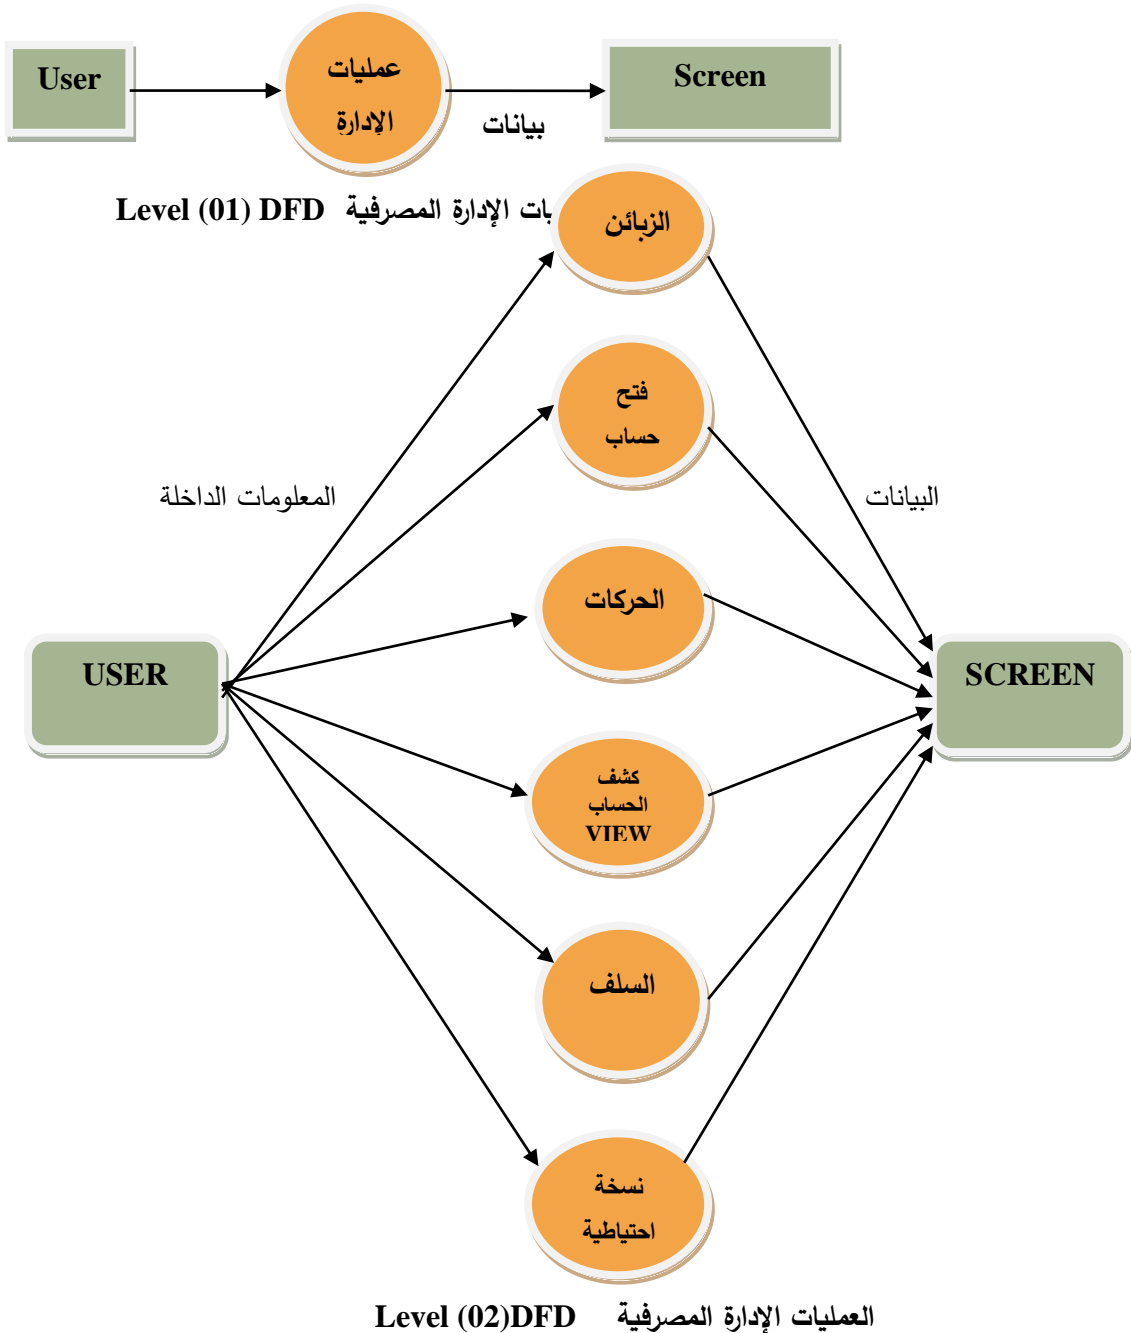 User
عمليات
الإدارة
Screen
بيانات
Level (01) DFD الإدارة المصرفية
الزبائن
فتح
حساب
المعلومات الداخلة
البيانات
الحركات
USER
SCREEN
كشف
الحساب
VIEW
السلف
نسخة
احتياطية
Level (02)DFD العمليات الإدارة المصرفية